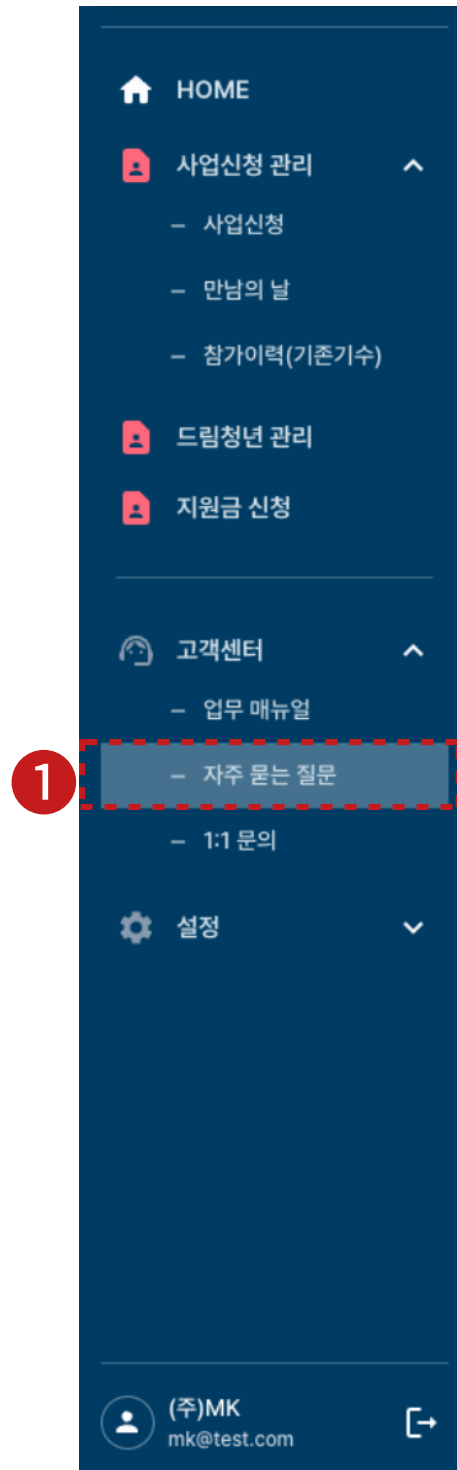 HOME
사업신청 관리
– 사업신청
– 만남의 날
– 참가이력(기존기수)
드림청년 관리
지원금 신청
고객센터
– 업무 매뉴얼
1
– 자주 묻는 질문
– 1:1 문의
설정
(주)MK
mk@test.com